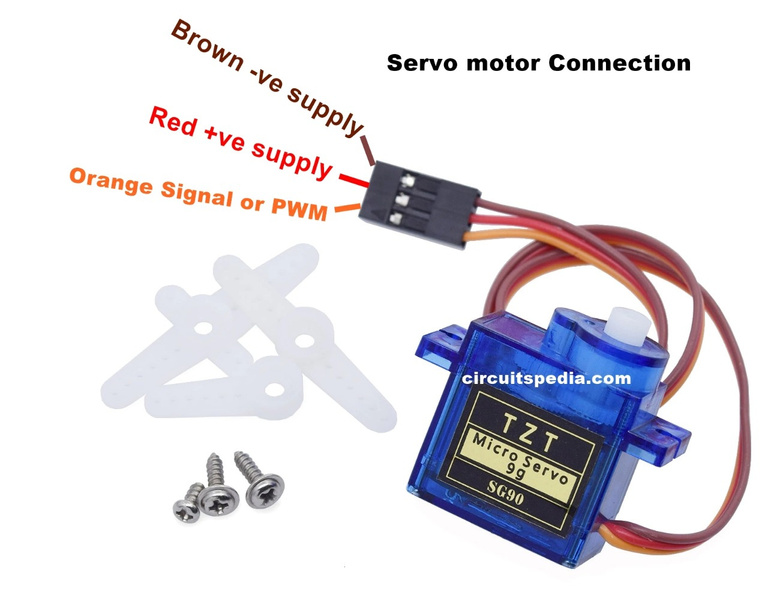 Servo motor Connection
Brown -ve supply
Red +ve supply
Orange Signal or PWM
circuitspedia.com
TZT
Micro Servo
9g
SG90